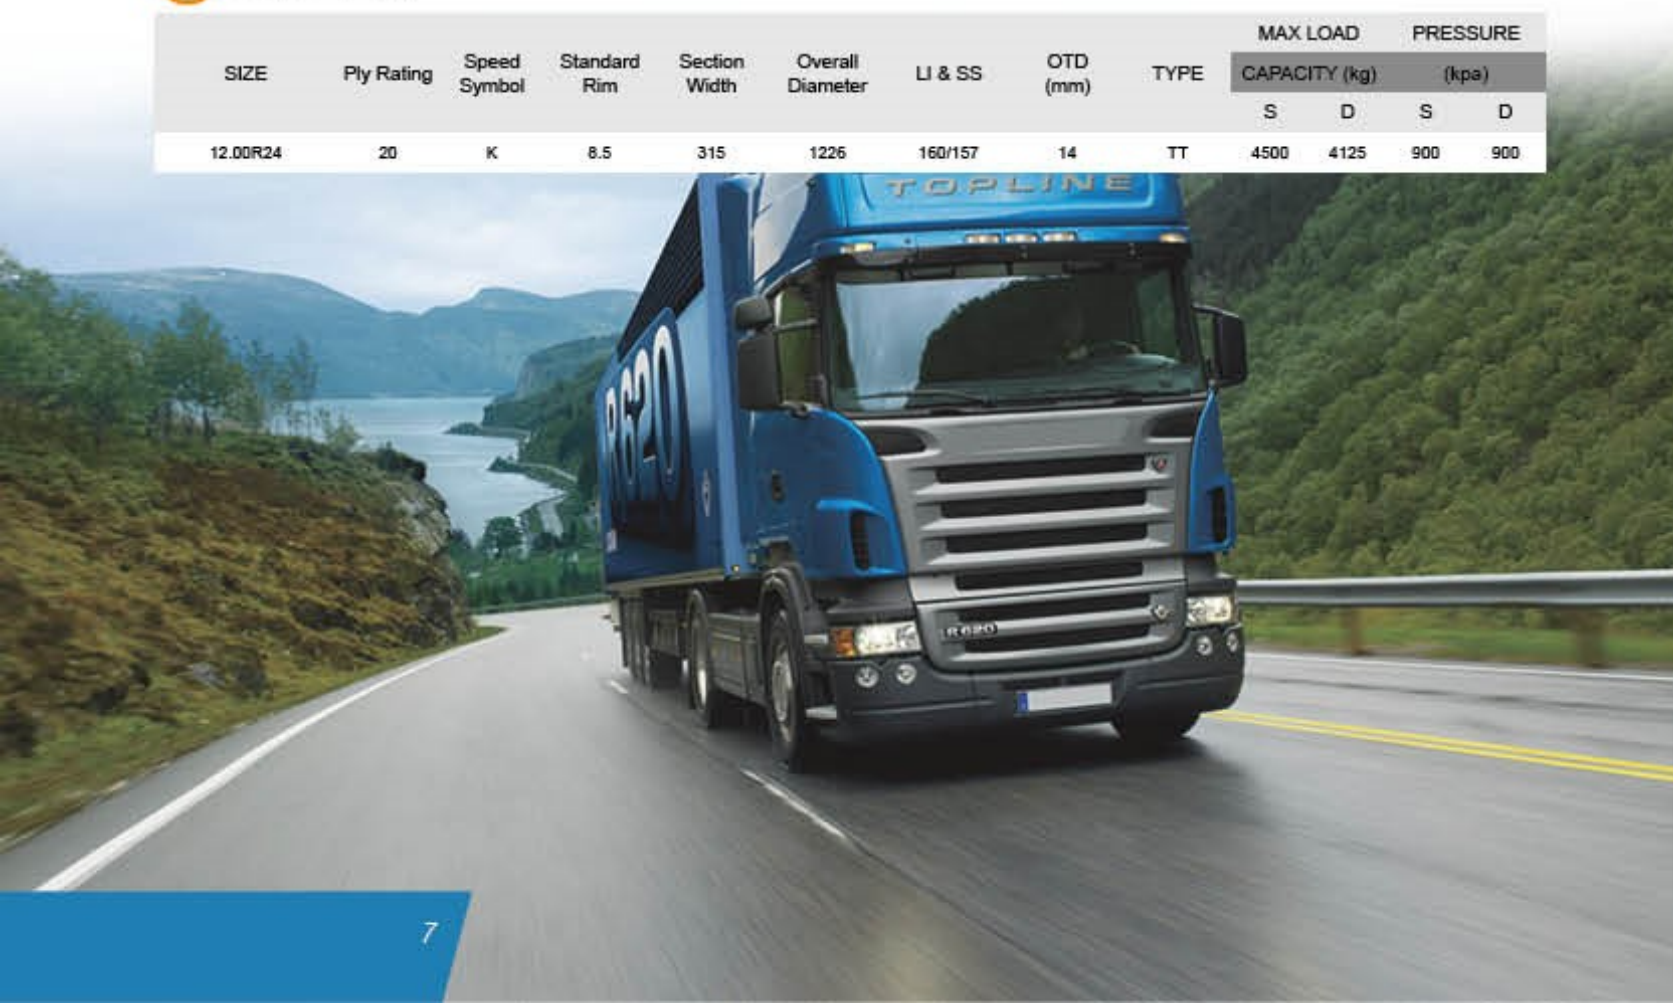 MAX LOAD PRESSURE
SIZE Ply Rating Speed Symbol Standard Rim Section Width Overall Diameter LI & SS OTD (mm) TYPE CAPACITY (kg) (kpa)
S D S D
12.00R24 20 K 8.5 315 1226 160/157 14 TT 4500 4125 900 900
TOPLINE
R620
R620
7